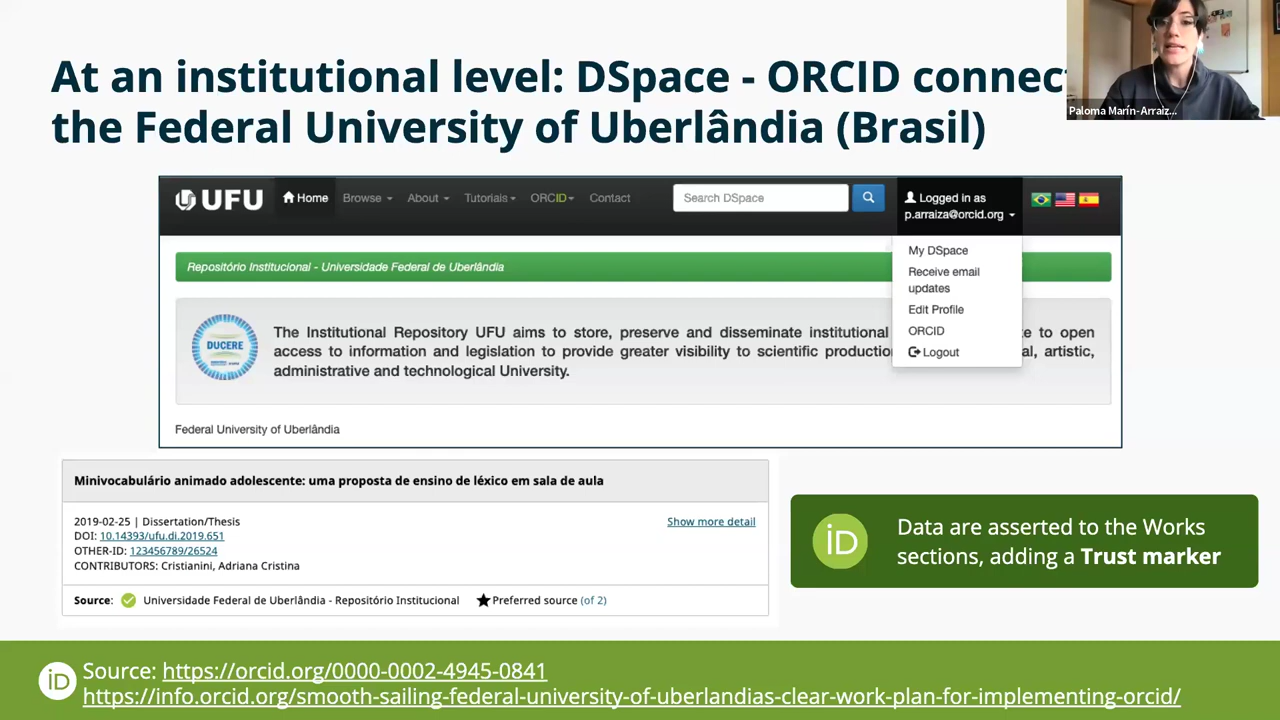 At an institutional level: DSpace - ORCID connec
the Federal University of Uberlândia (Brasil)
Paloma Marín-Arraiz...
UFU
Home
Browse
About
Tutoriais
ORCID
Contact
Search DSpace
Logged in as
p.arraiza@orcid.org
My DSpace
Receive email
updates
Edit Profile
ORCID
Logout
Repositório Institucional - Universidade Federal de Uberlândia
DUCERE
The Institutional Repository UFU aims to store, preserve and disseminate institutional e to open
access to information and legislation to provide greater visibility to scientific production al, artistic,
administrative and technological University.
Federal University of Uberlândia
Minivocabulário animado adolescente: uma proposta de ensino de léxico em sala de aula
2019-02-25 | Dissertation/Thesis
Show more detail
DOI: 10.14393/ufu.di.2019.651
OTHER-ID: 123456789/26524
CONTRIBUTORS: Cristianini, Adriana Cristina
Source: Universidade Federal de Uberlândia - Repositório Institucional
Preferred source (of 2)
iD
Data are asserted to the Works
sections, adding a Trust marker
iD
Source: https://orcid.org/0000-0002-4945-0841
https://info.orcid.org/smooth-sailing-federal-university-of-uberlandias-clear-work-plan-for-implementing-orcid/